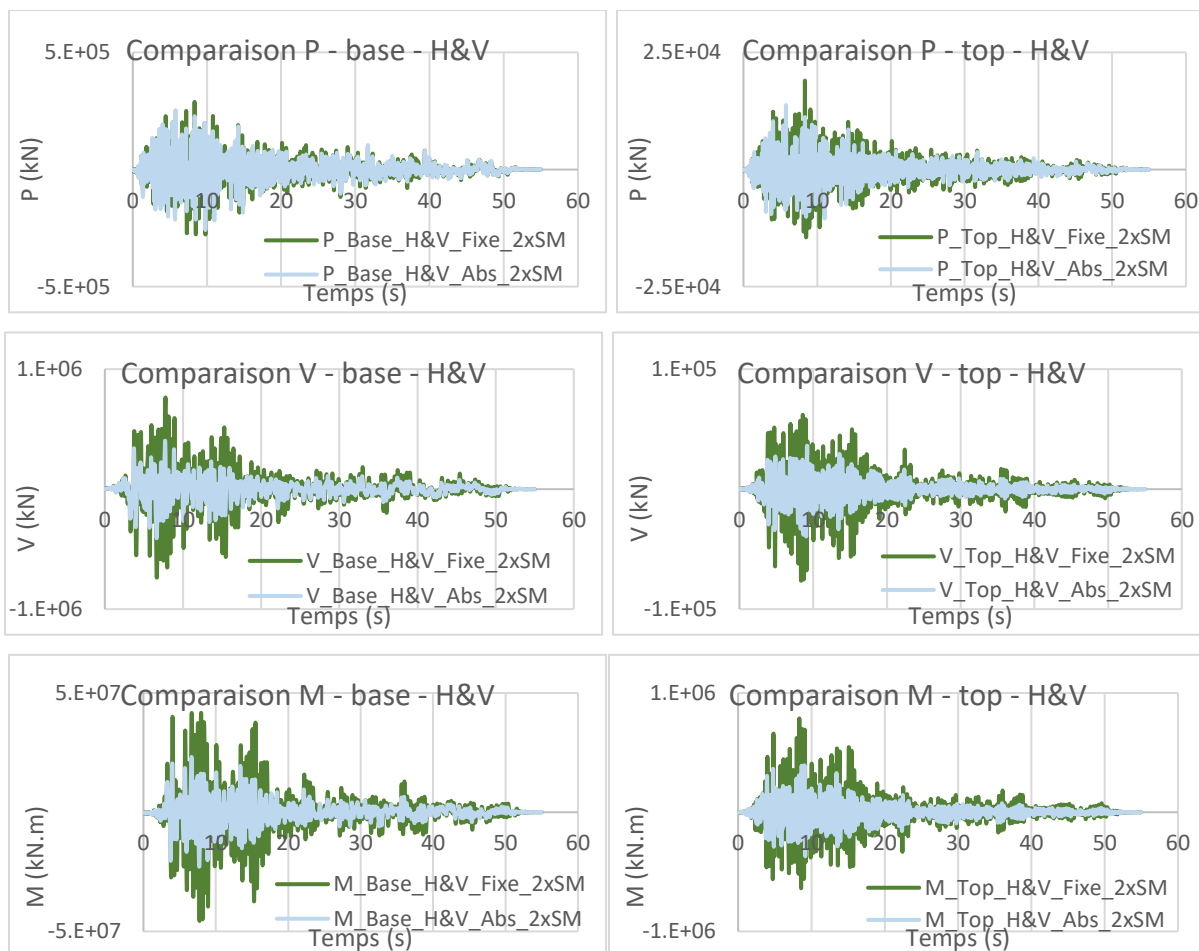 Comparaison P - base - H&V
5.E+05
P (kN)
0 10 20 30 40 50 60
P_Base_H&V_Fixe_2xSM
P_Base_H&V_Abs_2xSM
-5.E+05
Temps (s)
Comparaison P - top - H&V
2.5E+04
P (kN)
0 10 20 30 40 50 60
P_Top_H&V_Fixe_2xSM
P_Top_H&V_Abs_2xSM
-2.5E+04
Temps (s)
Comparaison V - base - H&V
1.E+06
V (kN)
0 10 20 30 40 50 60
V_Base_H&V_Fixe_2xSM
V_Base_H&V_Abs_2xSM
-1.E+06
Temps (s)
Comparaison V - top - H&V
1.E+05
V (kN)
0 10 20 30 40 50 60
V_Top_H&V_Fixe_2xSM
V_Top_H&V_Abs_2xSM
-1.E+05
Temps (s)
Comparaison M - base - H&V
5.E+07
M (kN.m)
0 10 20 30 40 50 60
M_Base_H&V_Fixe_2xSM
M_Base_H&V_Abs_2xSM
-5.E+07
Temps (s)
Comparaison M - top - H&V
1.E+06
M (kN.m)
0 10 20 30 40 50 60
M_Top_H&V_Fixe_2xSM
M_Top_H&V_Abs_2xSM
-1.E+06
Temps (s)